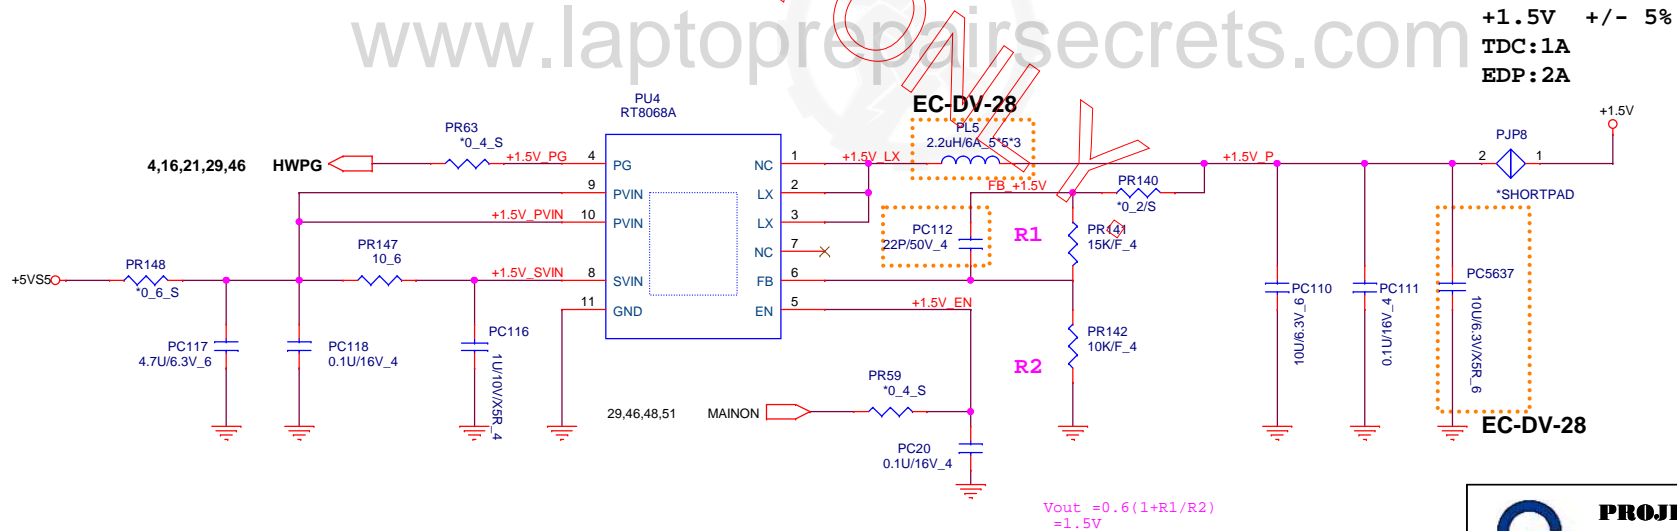 www.laptoprepairsecrets.com
+1.5V +/- 5%
TDC:1A
EDP:2A
ONLY
EC-DV-28
PU4
RT8068A
PL5
2.2uH/6A_5*5*3
+1.5V
PR63
*0_4_S
PJP8
4,16,21,29,46 HWPG
+1.5V_PG
4 PG
NC 1
+1.5V_LX
+1.5V_P
2
1
*SHORTPAD
9 PVIN
LX 2
FB_+1.5V
PR140
*0_2/S
+1.5V_PVIN
10 PVIN
LX 3
PC112
22P/50V_4
R1
PR141
15K/F_4
NC 7
PR147
10_6
PR148
*0_6_S
+5VS5
+1.5V_SVIN
8 SVIN
FB 6
PC110
10U/6.3V_6
PC111
0.1U/16V_4
PC5637
10U/6.3V/X5R_6
11 GND
EN 5
+1.5V_EN
PC117
4.7U/6.3V_6
PC118
0.1U/16V_4
PC116
1U/10V/X5R_4
PR142
10K/F_4
R2
PR59
*0_4_S
29,46,48,51 MAINON
EC-DV-28
PC20
0.1U/16V_4
Vout =0.6(1+R1/R2)
=1.5V